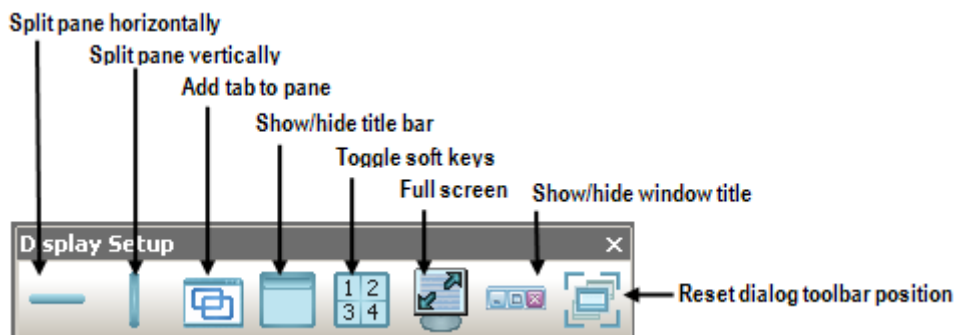 Split pane horizontally
Split pane vertically
Add tab to pane
Show/hide title bar
Toggle soft keys
Full screen
Show/hide window title
Display Setup
1 2
3 4
Reset dialog toolbar position